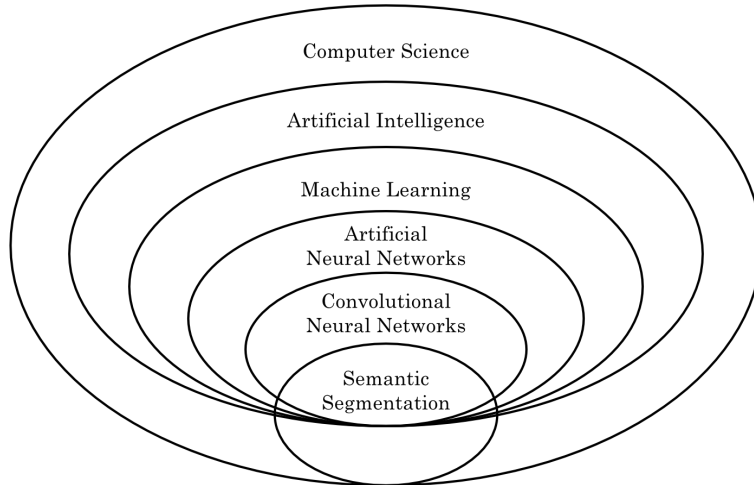 Computer Science
Artificial Intelligence
Machine Learning
Artificial
Neural Networks
Convolutional
Neural Networks
Semantic
Segmentation